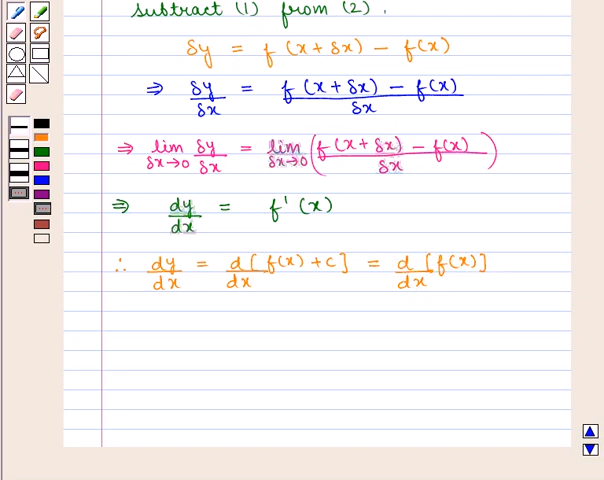 subtract (1) from (2).
δy = f(x+δx) − f(x)
⇒ δy/δx = f(x+δx) − f(x)/δx
⇒ lim δx→0 δy/δx = lim δx→0 (f(x+δx) − f(x)/δx)
⇒ dy/dx = f'(x)
∴ dy/dx = d/dx [f(x) + c] = d/dx [f(x)]